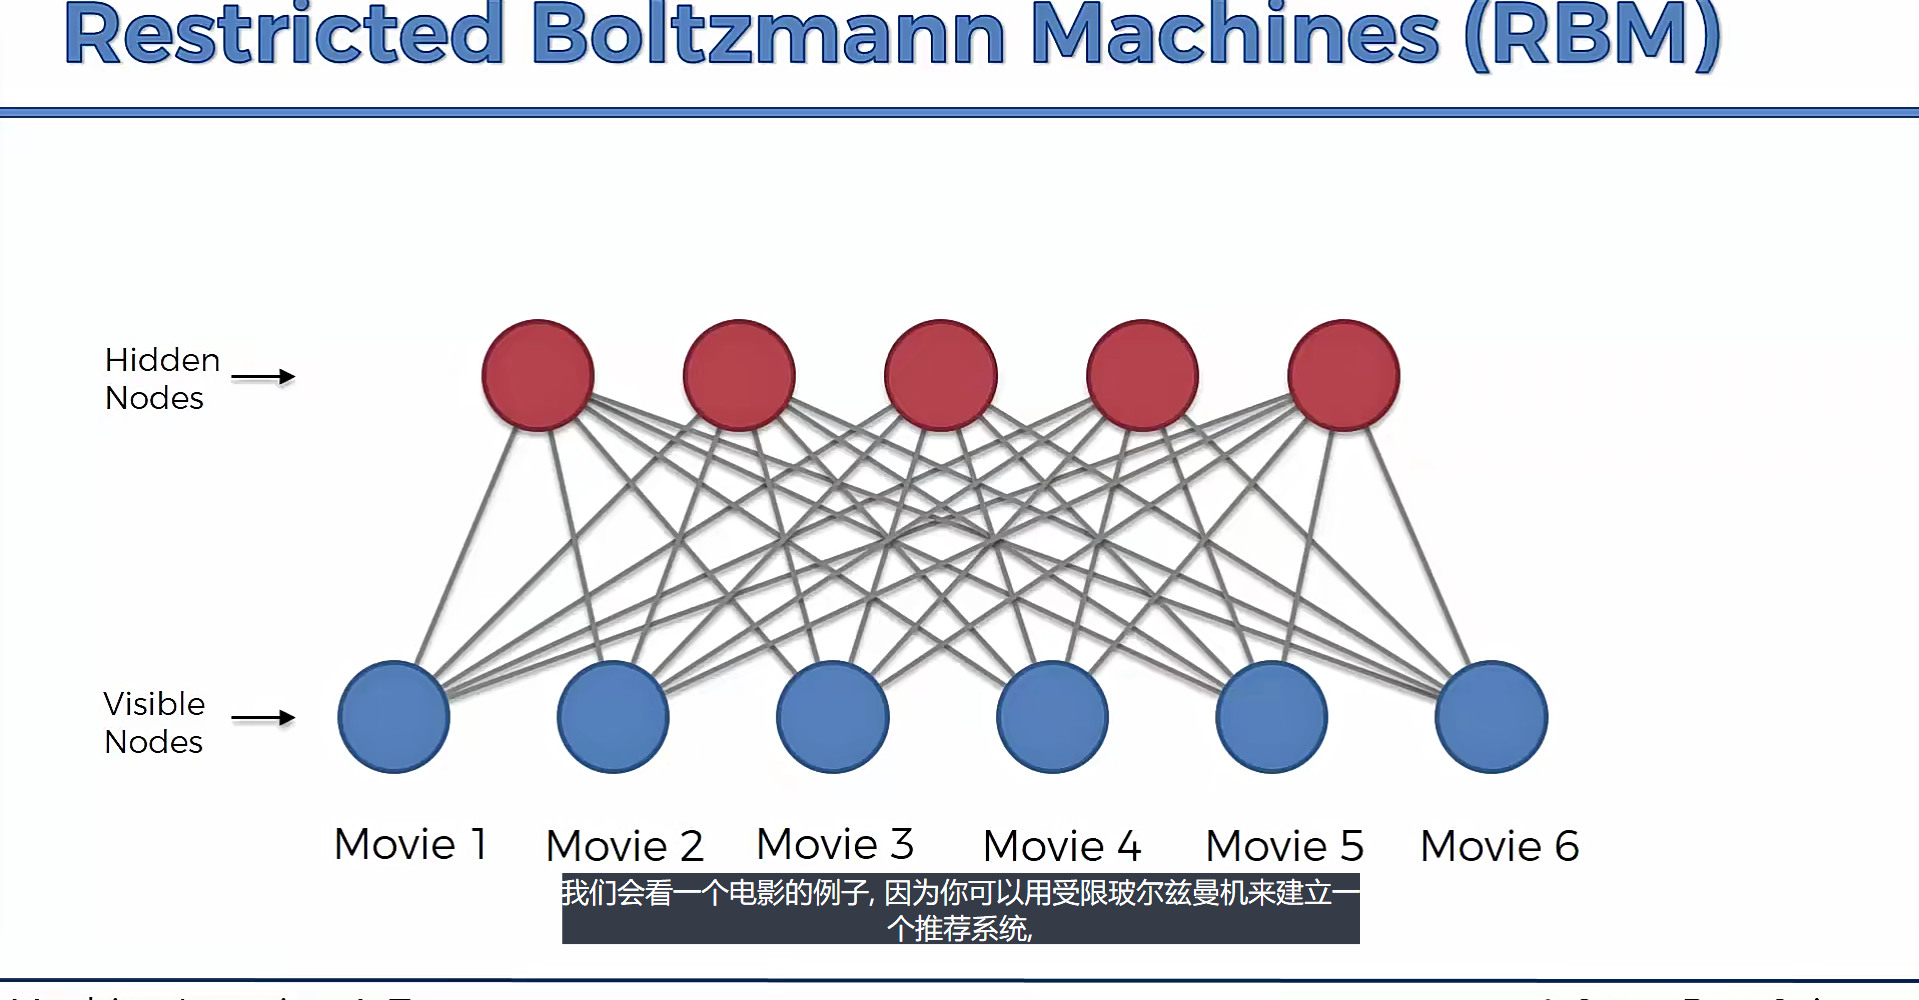 Restricted Boltzmann Machines (RBM)
Hidden
Nodes
Visible
Nodes
Movie 1 Movie 2 Movie 3 Movie 4 Movie 5 Movie 6
我们会看一个电影的例子, 因为你可以用受限玻尔兹曼机来建立一
个推荐系统,